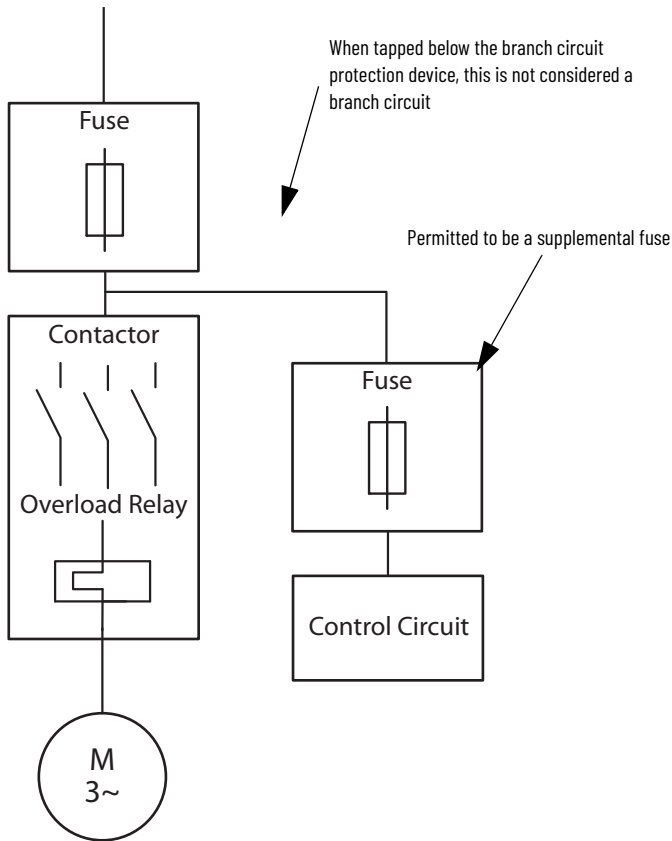 When tapped below the branch circuit
protection device, this is not considered a
branch circuit
Fuse
Permitted to be a supplemental fuse
Contactor
Fuse
Overload Relay
Control Circuit
M
3~